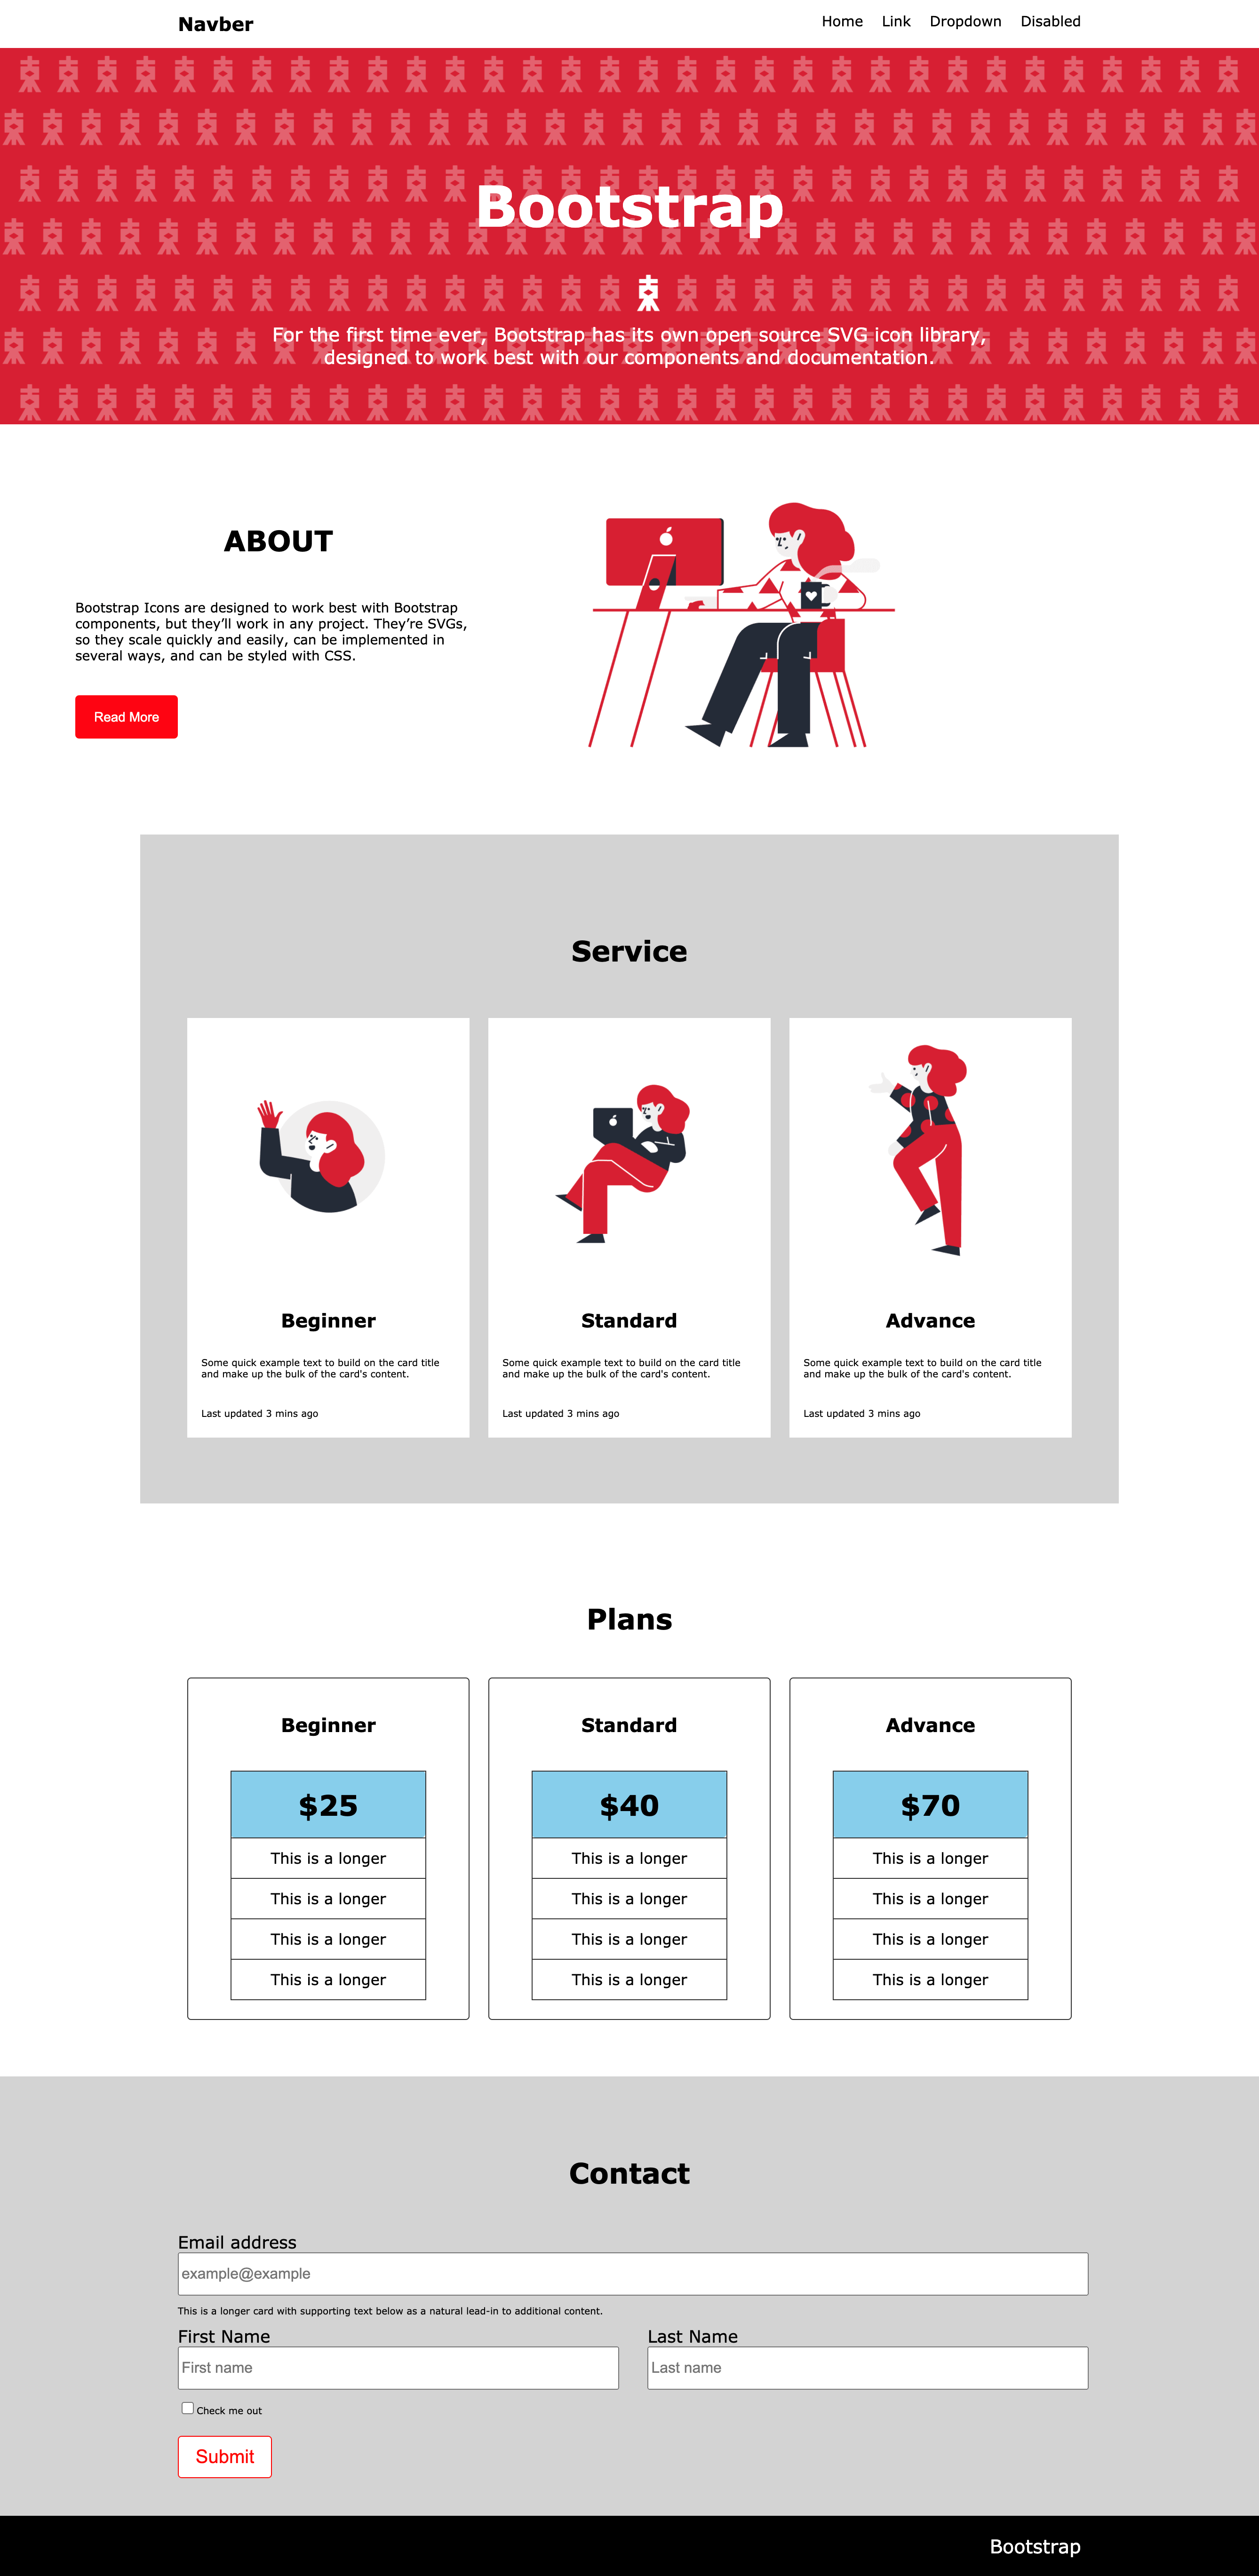 Navber
Home Link Dropdown Disabled
Bootstrap
For the first time ever, Bootstrap has its own open source SVG icon library,
designed to work best with our components and documentation.
ABOUT
Bootstrap Icons are designed to work best with Bootstrap
components, but they’ll work in any project. They’re SVGs,
so they scale quickly and easily, can be implemented in
several ways, and can be styled with CSS.
Read More
Service
Beginner
Some quick example text to build on the card title
and make up the bulk of the card's content.
Last updated 3 mins ago
Standard
Some quick example text to build on the card title
and make up the bulk of the card's content.
Last updated 3 mins ago
Advance
Some quick example text to build on the card title
and make up the bulk of the card's content.
Last updated 3 mins ago
Plans
Beginner
$25
This is a longer
This is a longer
This is a longer
This is a longer
Standard
$40
This is a longer
This is a longer
This is a longer
This is a longer
Advance
$70
This is a longer
This is a longer
This is a longer
This is a longer
Contact
Email address
example@example
This is a longer card with supporting text below as a natural lead-in to additional content.
First Name
First name
Last Name
Last name
Check me out
Submit
Bootstrap